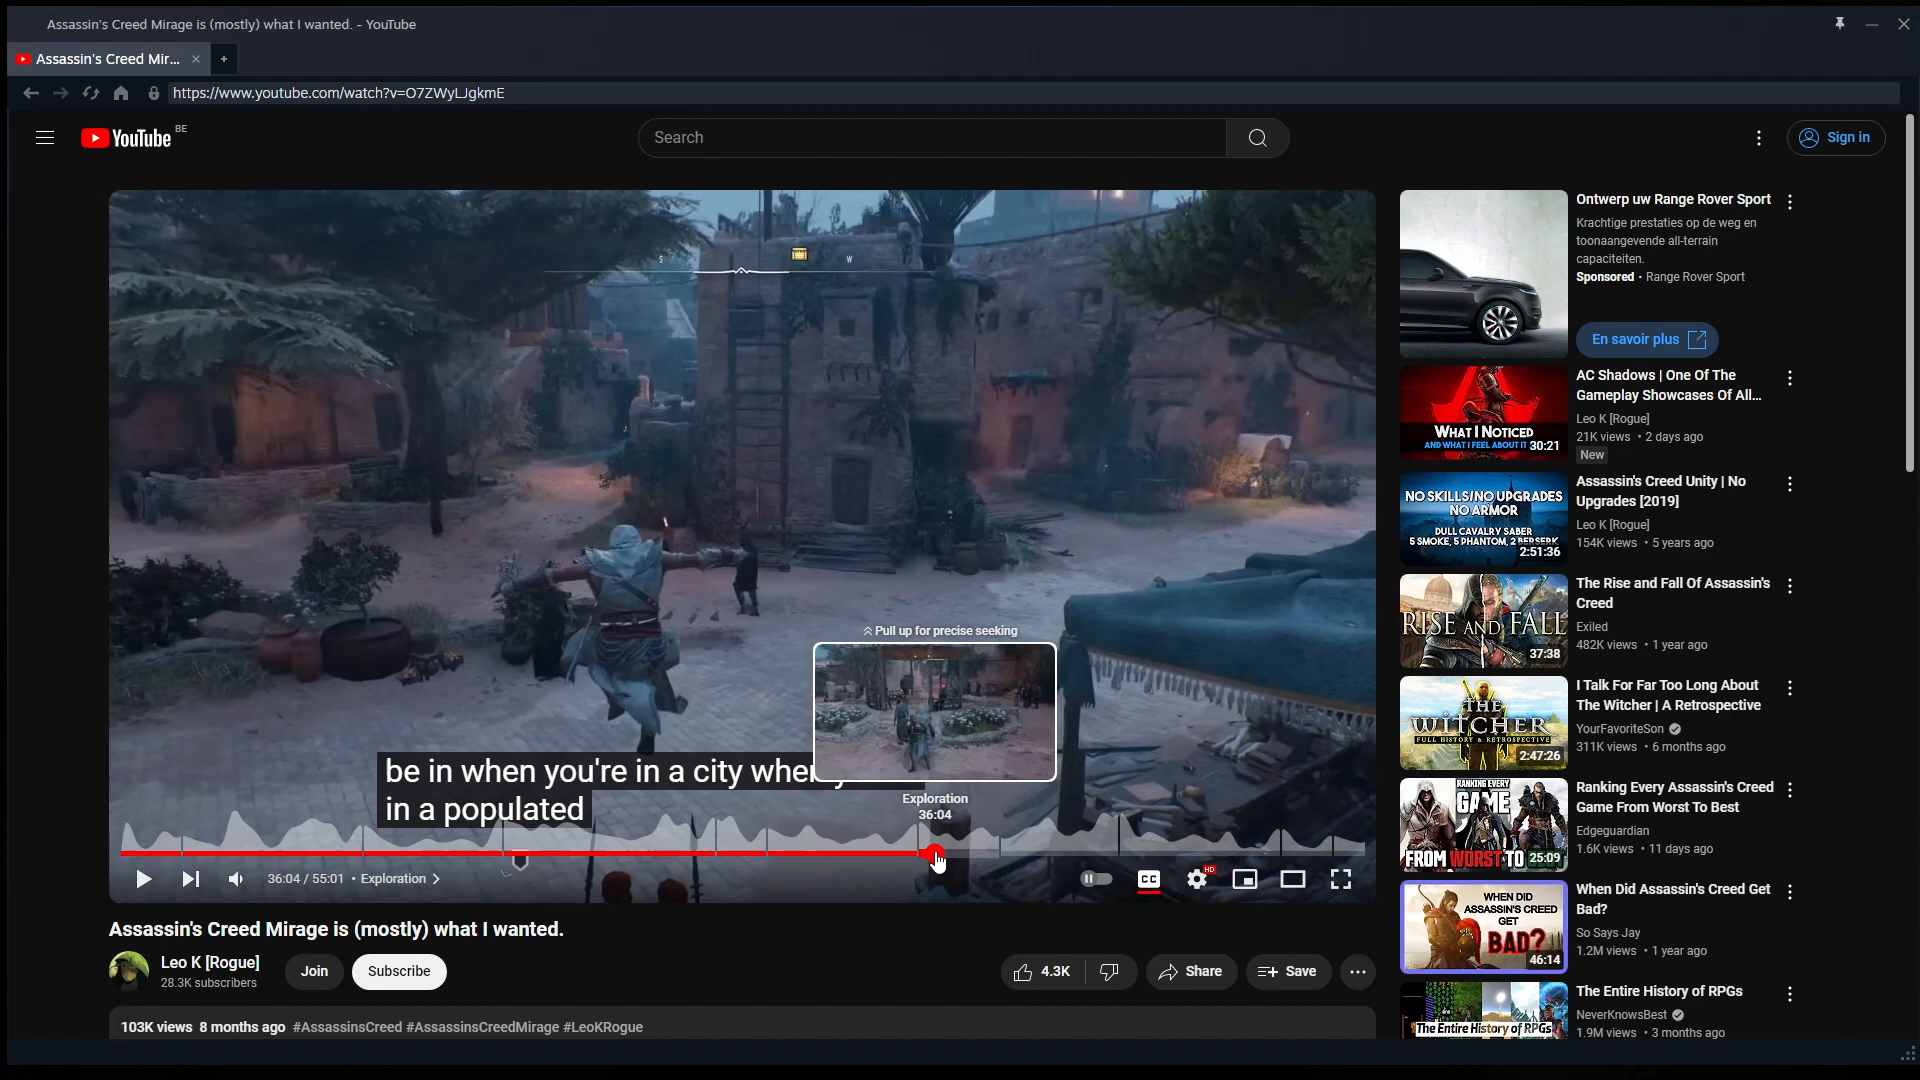 Assassin's Creed Mirage is (mostly) what I wanted. - YouTube
Assassin's Creed Mir...
https://www.youtube.com/watch?v=O7ZWyLJgkmE
YouTube BE
Search
Sign in
S
W
Pull up for precise seeking
be in when you're in a city where
in a populated
Exploration
36:04
36:04 / 55:01 • Exploration
CC
HD
Assassin's Creed Mirage is (mostly) what I wanted.
Leo K [Rogue]
28.3K subscribers
Join
Subscribe
4.3K
Share
Save
103K views 8 months ago #AssassinsCreed #AssassinsCreedMirage #LeoKRogue
Ontwerp uw Range Rover Sport
Krachtige prestaties op de weg en
toonaangevende all-terrain
capaciteiten.
Sponsored • Range Rover Sport
En savoir plus
WHAT I NOTICED
AND WHAT I FEEL ABOUT IT
30:21
AC Shadows | One Of The
Gameplay Showcases Of All...
Leo K [Rogue]
21K views • 2 days ago
New
NO SKILLS/NO UPGRADES
NO ARMOR
DULL CAVALRY SABER
5 SMOKE, 5 PHANTOM, 2 BERSERK
2:51:36
Assassin's Creed Unity | No
Upgrades [2019]
Leo K [Rogue]
154K views • 5 years ago
RISE AND FALL
37:38
The Rise and Fall Of Assassin's
Creed
Exiled
482K views • 1 year ago
THE
WITCHER
FULL HISTORY & RETROSPECTIVE
2:47:26
I Talk For Far Too Long About
The Witcher | A Retrospective
YourFavoriteSon
311K views • 6 months ago
RANKING EVERY
GAME
FROM WORST TO
25:09
Ranking Every Assassin's Creed
Game From Worst To Best
Edgeguardian
1.6K views • 11 days ago
WHEN DID
ASSASSIN'S CREED
GET
BAD?
46:14
When Did Assassin's Creed Get
Bad?
So Says Jay
1.2M views • 1 year ago
The Entire History of RPGs
The Entire History of RPGs
NeverKnowsBest
1.9M views • 3 months ago